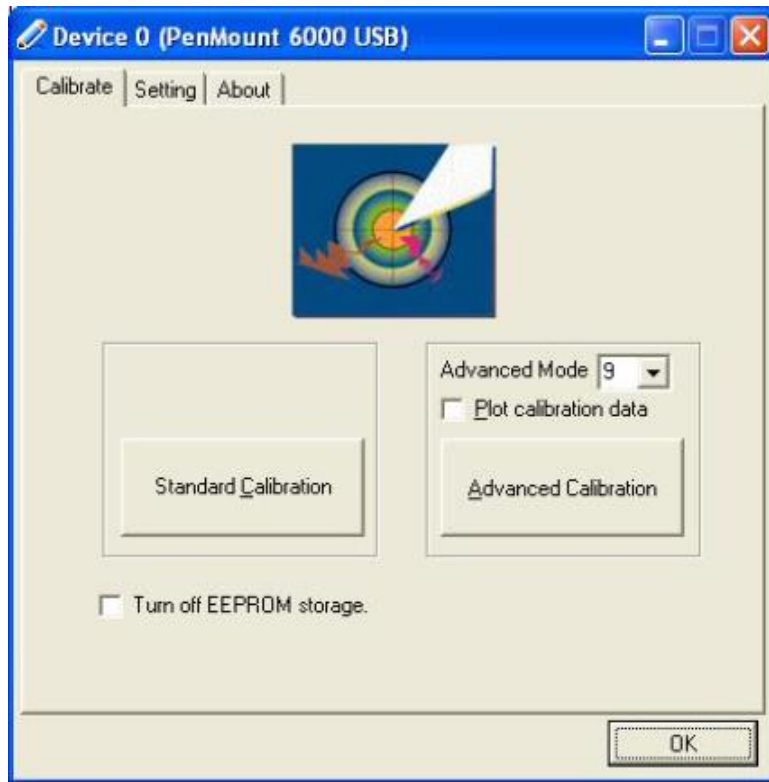 Device 0 (PenMount 6000 USB)
Calibrate Setting About
Advanced Mode 9
Plot calibration data
Standard Calibration
Advanced Calibration
Turn off EEPROM storage.
OK